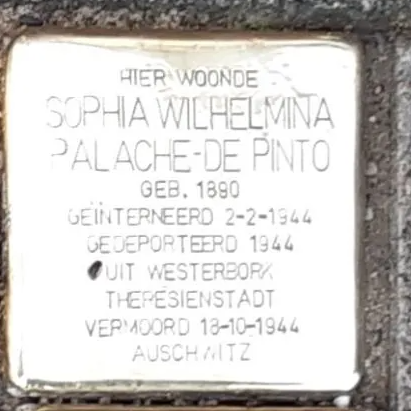 HIER WOONDE
SOPHIA WILHELMINA
PALACHE-DE PINTO
GEB. 1890
GEÏNTERNEERD 2-2-1944
GEDEPORTEERD 1944
UIT WESTERBORK
THERESIENSTADT
VERMOORD 18-10-1944
AUSCHWITZ